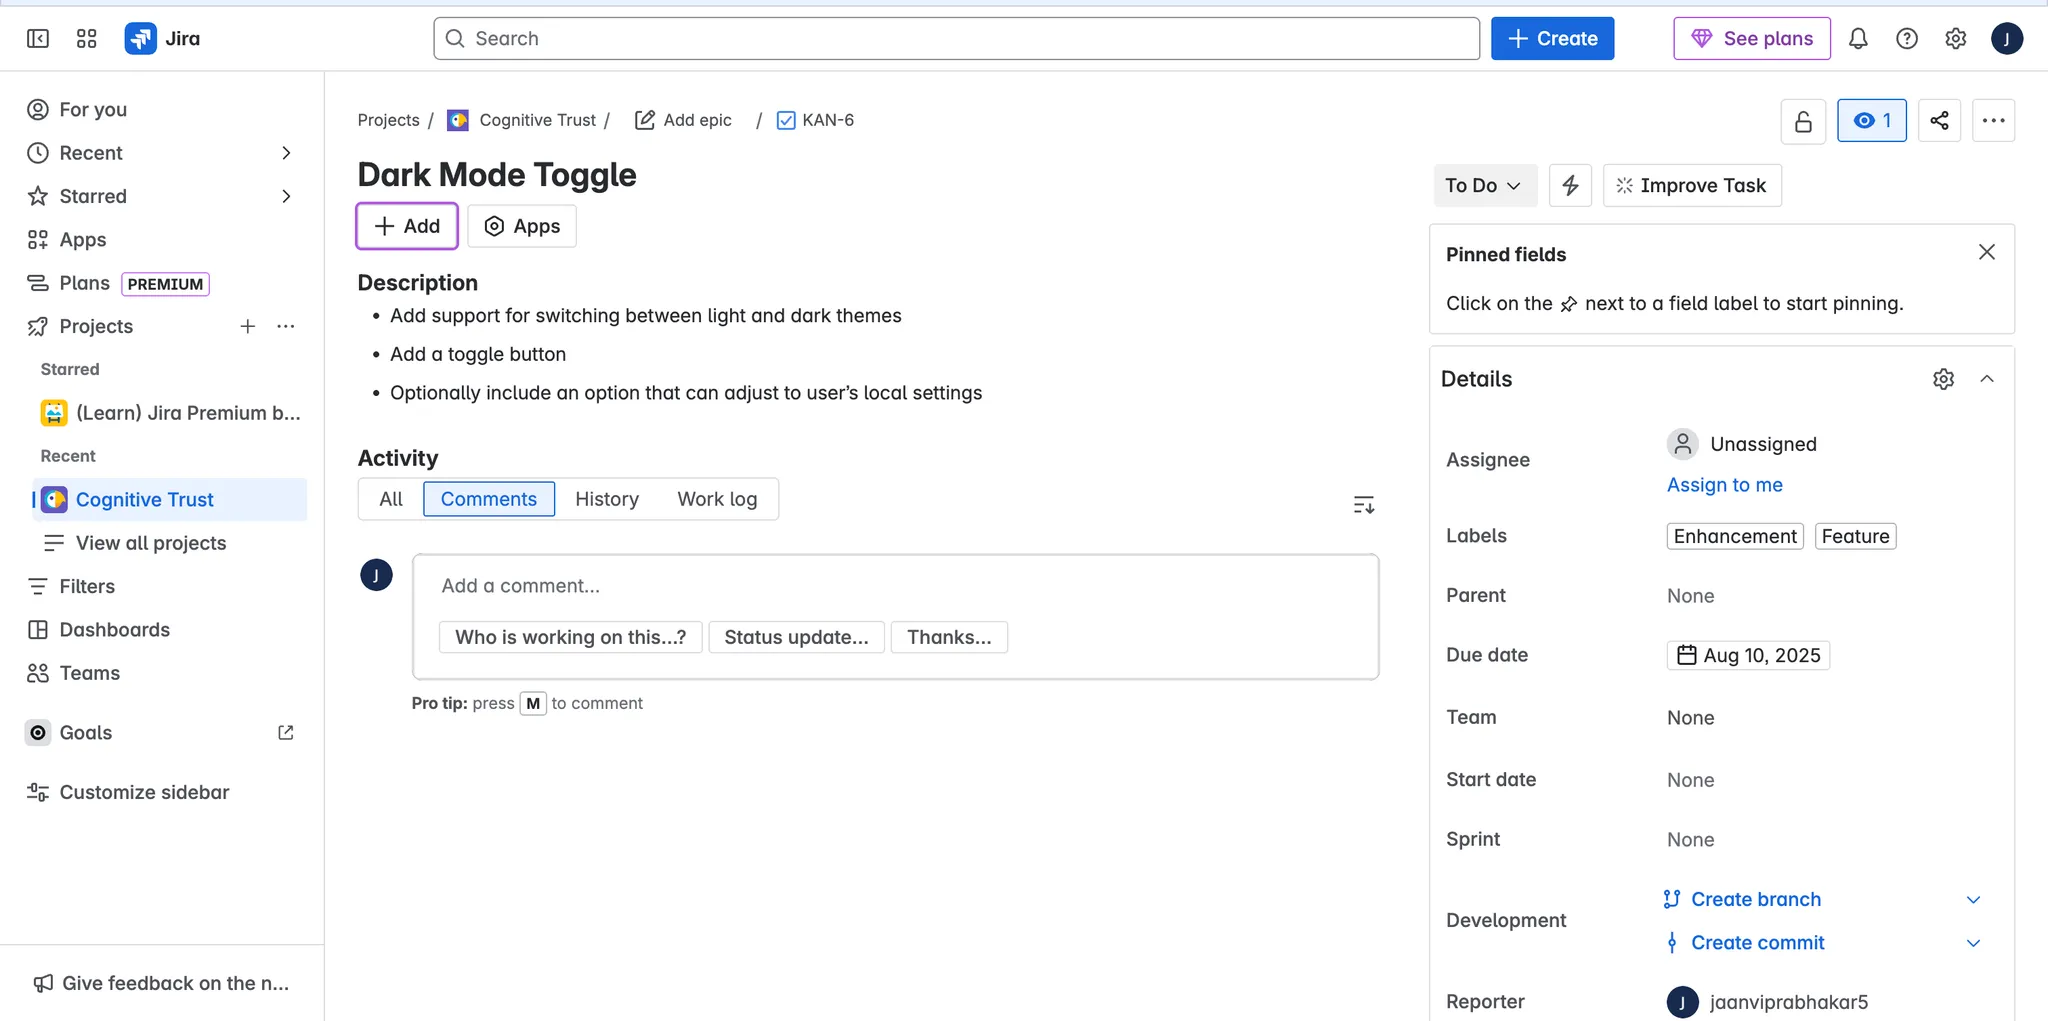 Jira
Search
Create
See plans
J
For you
Recent
Starred
Apps
Plans PREMIUM
Projects
Starred
(Learn) Jira Premium b...
Recent
Cognitive Trust
View all projects
Filters
Dashboards
Teams
Goals
Customize sidebar
Give feedback on the n...
Projects / Cognitive Trust / Add epic / KAN-6
Dark Mode Toggle
Add Apps
Description
• Add support for switching between light and dark themes
• Add a toggle button
• Optionally include an option that can adjust to user’s local settings
Activity
All Comments History Work log
J
Add a comment...
Who is working on this...? Status update... Thanks...
Pro tip: press M to comment
1
To Do Improve Task
Pinned fields
Click on the next to a field label to start pinning.
Details
Assignee Unassigned
Assign to me
Labels Enhancement Feature
Parent None
Due date Aug 10, 2025
Team None
Start date None
Sprint None
Development Create branch
Create commit
Reporter J jaanviprabhakar5